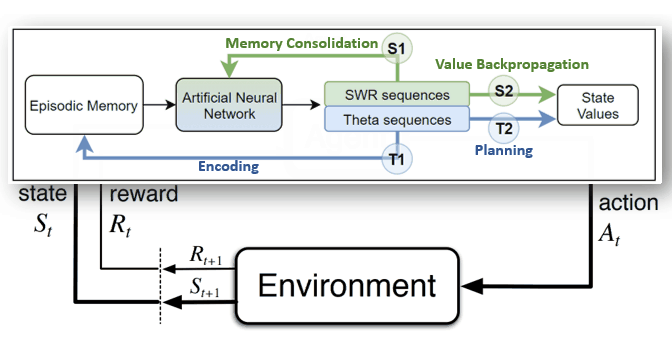 Memory Consolidation
S1
Value Backpropagation
Episodic Memory
Artificial Neural
Network
SWR sequences
Theta sequences
S2
T2
State
Values
Encoding
T1
Planning
state
S_t
reward
R_t
action
A_t
R_{t+1}
S_{t+1}
Environment